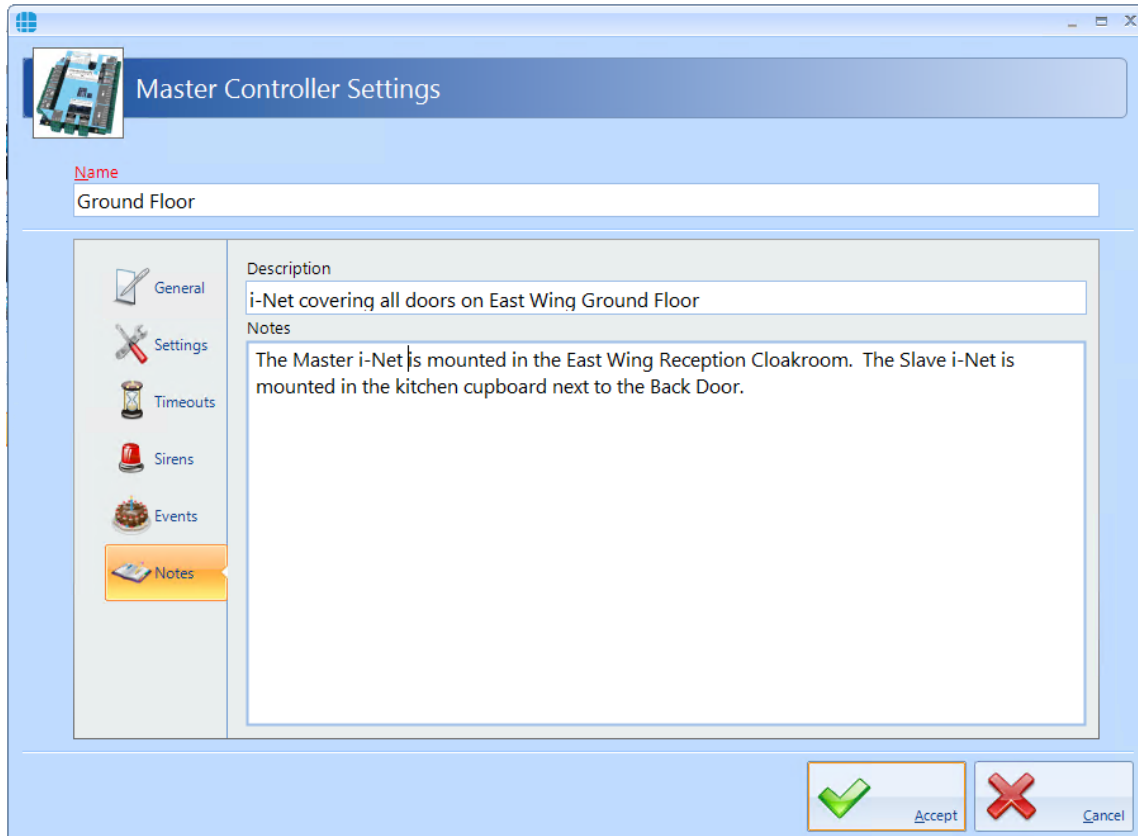 Master Controller Settings
Name
Ground Floor
General
Settings
Timeouts
Sirens
Events
Notes
Description
i-Net covering all doors on East Wing Ground Floor
Notes
The Master i-Net is mounted in the East Wing Reception Cloakroom.  The Slave i-Net is
mounted in the kitchen cupboard next to the Back Door.
Accept
Cancel